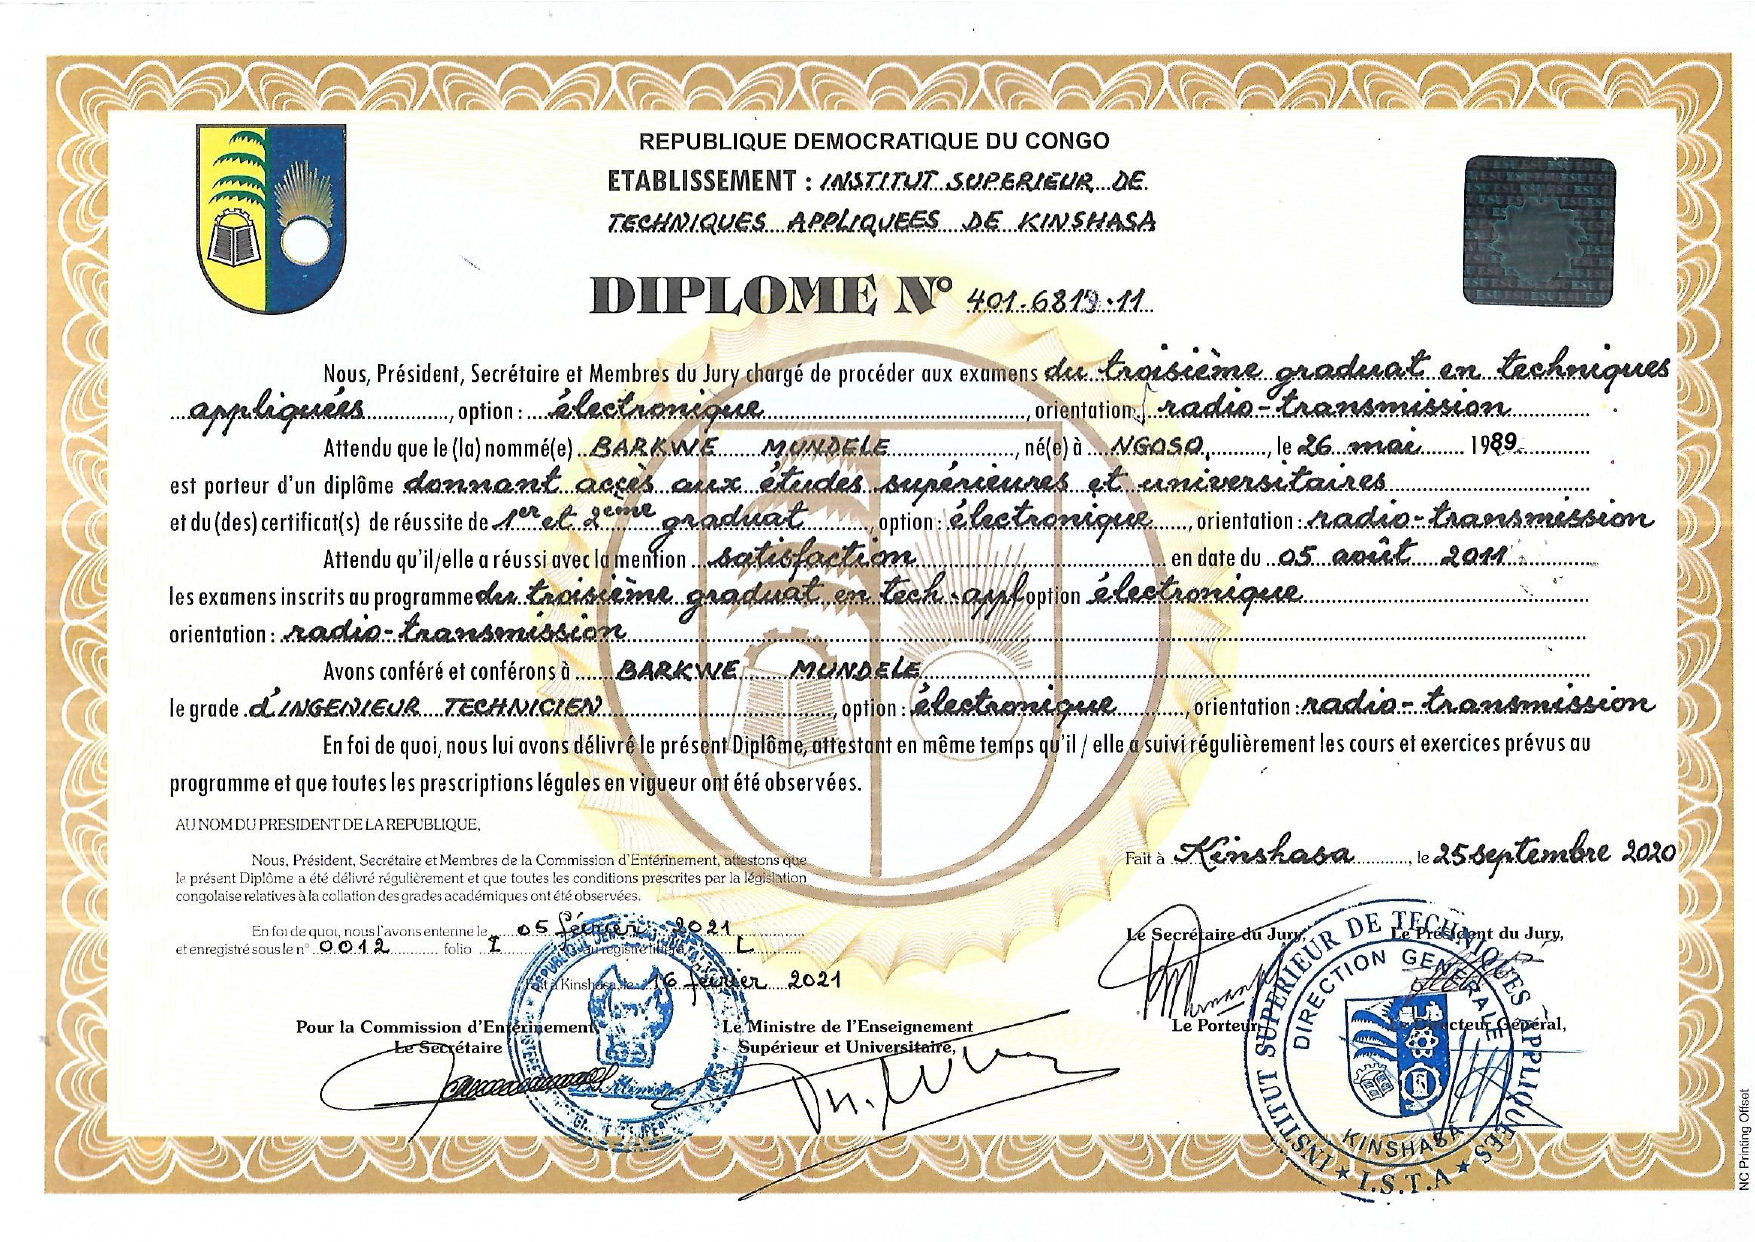 REPUBLIQUE DEMOCRATIQUE DU CONGO
ETABLISSEMENT : INSTITUT SUPERIEUR DE
TECHNIQUES APPLIQUEES DE KINSHASA
DIPLOME N° 401.6819.11
Nous, Président, Secrétaire et Membres du Jury chargé de procéder aux examens du troisième graduat en techniques
appliquées, option : électronique, orientation : radio-transmission
Attendu que le (la) nommé(e) BARKWE MUNDELE, né(e) à NGOSO, le 26 mai 1989
est porteur d'un diplôme donnant accès aux études supérieures et universitaires
et du (des) certificat(s) de réussite de 1er et 2ème graduat, option : électronique, orientation : radio-transmission
Attendu qu'il/elle a réussi avec la mention satisfaction en date du 05 août 2011
les examens inscrits au programme du troisième graduat en tech. appl option électronique
orientation : radio-transmission
Avons conféré et conférons à BARKWE MUNDELE
le grade d'INGENIEUR TECHNICIEN, option : électronique, orientation : radio-transmission
En foi de quoi, nous lui avons délivré le présent Diplôme, attestant en même temps qu'il / elle a suivi régulièrement les cours et exercices prévus au
programme et que toutes les prescriptions légales en vigueur ont été observées.
AU NOM DU PRESIDENT DE LA REPUBLIQUE,
Nous, Président, Secrétaire et Membres de la Commission d'Entérinement, attestons que
le présent Diplôme a été délivré régulièrement et que toutes les conditions prescrites par la législation
congolaise relatives à la collation des grades académiques ont été observées.
Fait à Kinshasa, le 25 septembre 2020
En foi de quoi, nous l'avons entériné le 05 février 2021
et enregistré sous le n° 0012 folio I au registre littera L
Fait à Kinshasa, le 16 février 2021
Le Secrétaire du Jury, Le Président du Jury,
Le Porteur, Le Directeur Général,
Pour la Commission d'Entérinement
Le Secrétaire
Le Ministre de l'Enseignement
Supérieur et Universitaire,
INSTITUT SUPERIEUR DE TECHNIQUES APPLIQUEES
DIRECTION GENERALE
KINSHASA
★ I.S.T.A ★
NC Printing Offset